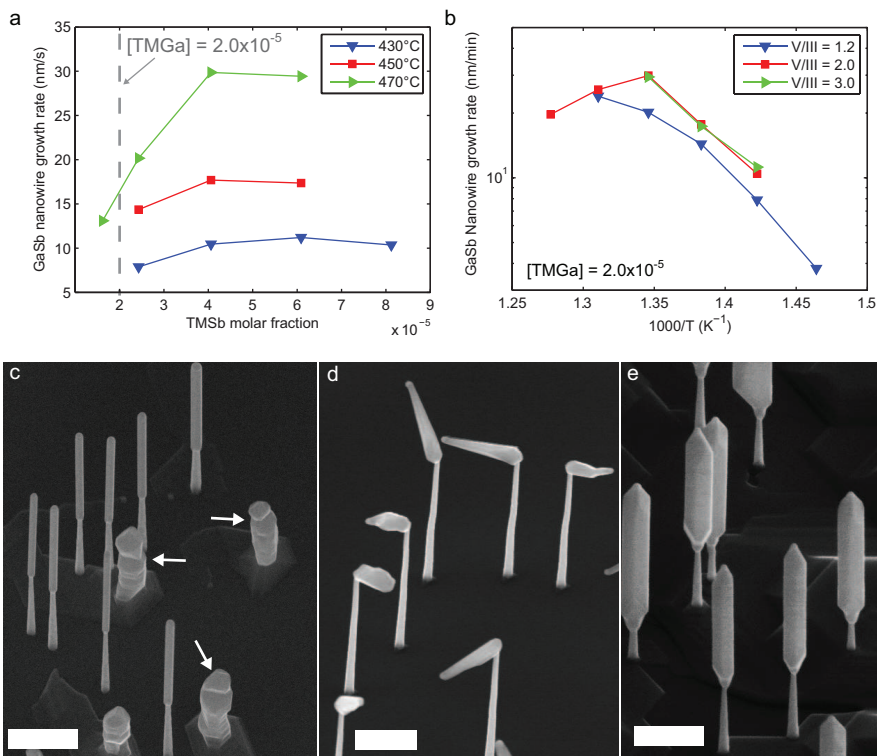 a
GaSb nanowire growth rate (nm/s)
35
30
25
20
15
10
5
1
2
3
4
5
6
7
8
9
x 10⁻⁵
TMSb molar fraction
[TMGa] = 2.0x10⁻⁵
430°C
450°C
470°C
b
GaSb Nanowire growth rate (nm/min)
10¹
[TMGa] = 2.0x10⁻⁵
V/III = 1.2
V/III = 2.0
V/III = 3.0
1.25
1.3
1.35
1.4
1.45
1.5
1000/T (K⁻¹)
c
d
e